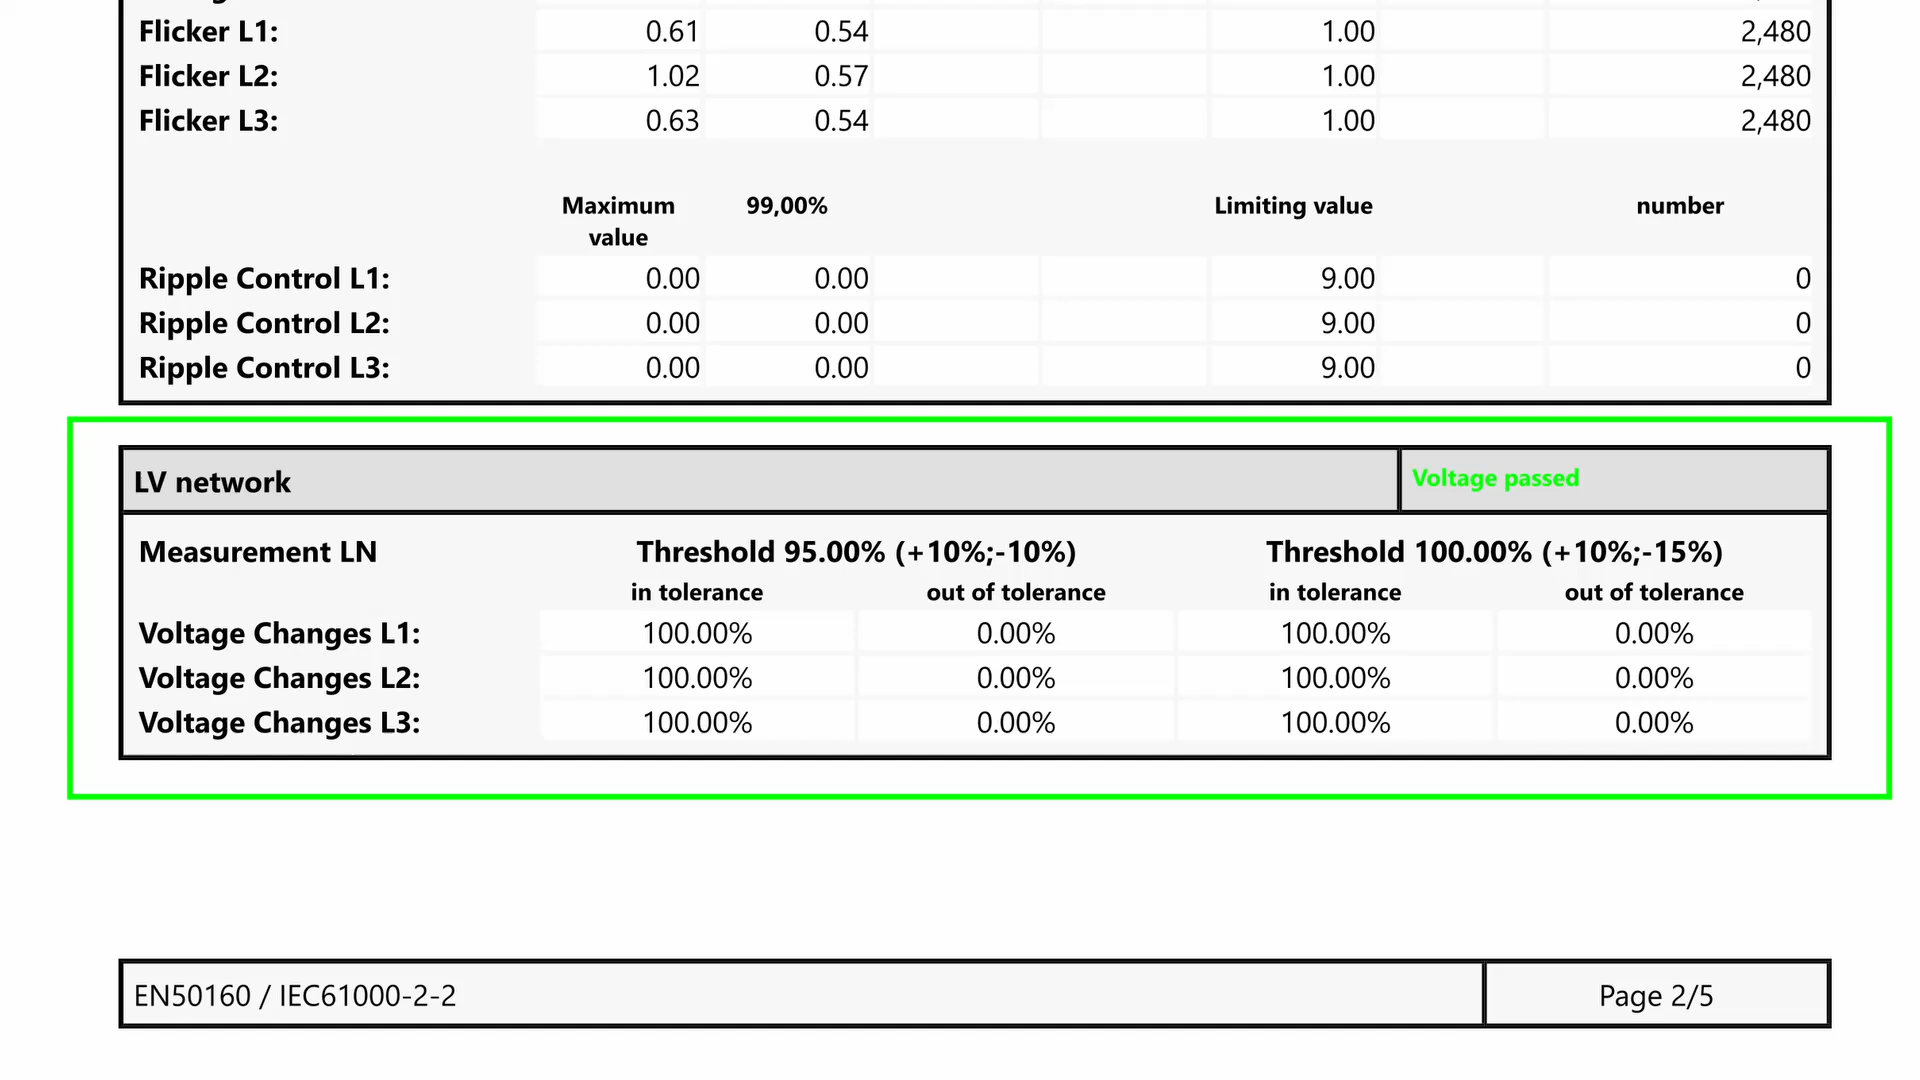 Flicker L1: 0.61 0.54 1.00 2,480
Flicker L2: 1.02 0.57 1.00 2,480
Flicker L3: 0.63 0.54 1.00 2,480
Maximum value 99,00% Limiting value number
Ripple Control L1: 0.00 0.00 9.00 0
Ripple Control L2: 0.00 0.00 9.00 0
Ripple Control L3: 0.00 0.00 9.00 0
LV network Voltage passed
Measurement LN Threshold 95.00% (+10%;-10%) Threshold 100.00% (+10%;-15%)
in tolerance out of tolerance in tolerance out of tolerance
Voltage Changes L1: 100.00% 0.00% 100.00% 0.00%
Voltage Changes L2: 100.00% 0.00% 100.00% 0.00%
Voltage Changes L3: 100.00% 0.00% 100.00% 0.00%
EN50160 / IEC61000-2-2 Page 2/5